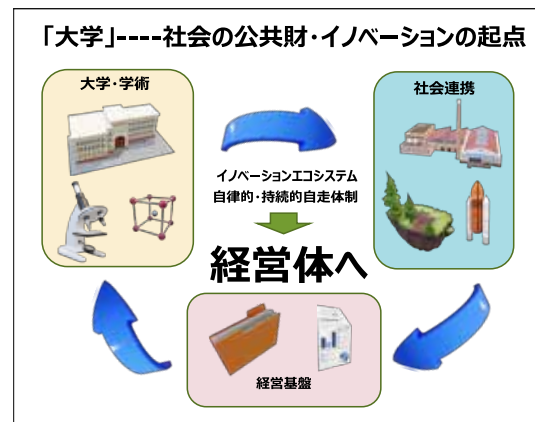 「大学」----社会の公共財・イノベーションの起点
大学・学術
社会連携
イノベーションエコシステム
自律的・持続的自走体制
経営体へ
経営基盤